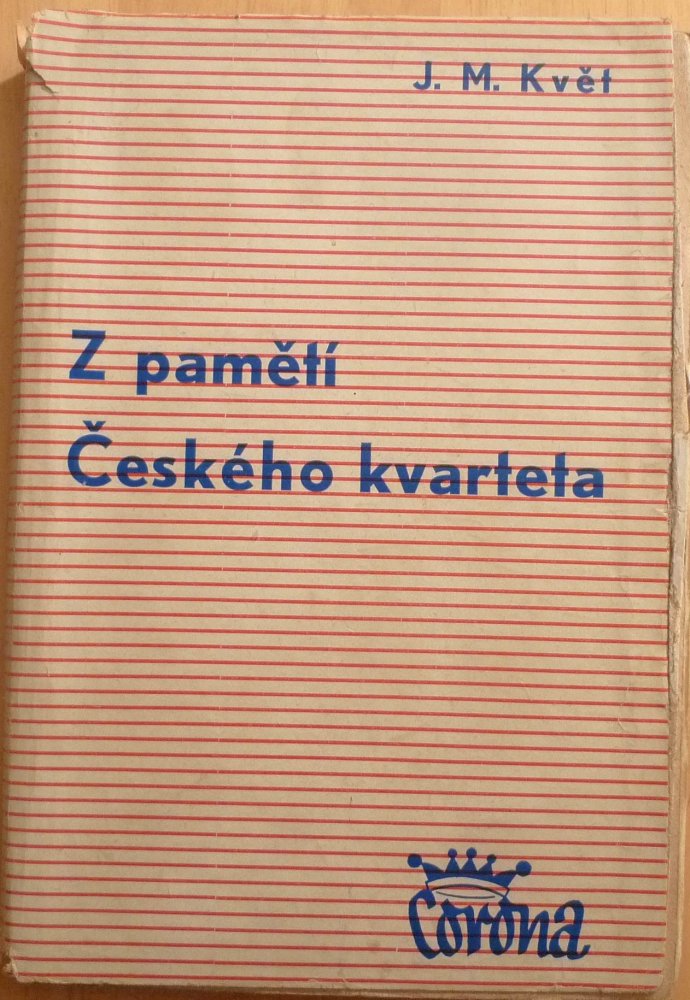 J. M. Květ
Z pamětí
Českého kvarteta
Corona